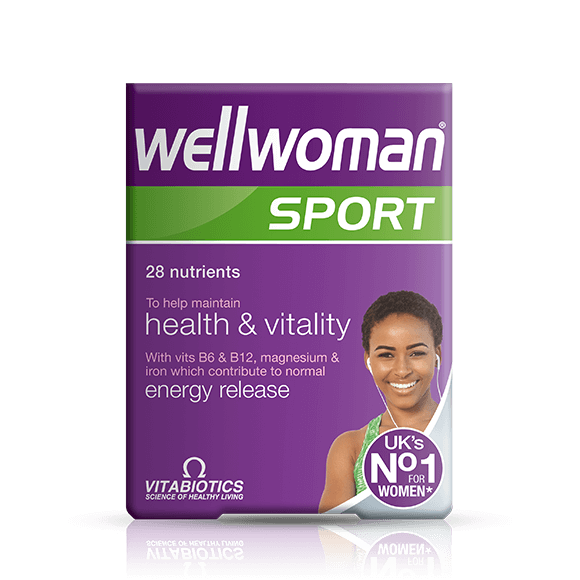 wellwoman®
SPORT
28 nutrients
To help maintain
health & vitality
With vits B6 & B12, magnesium &
iron which contribute to normal
energy release
UK's
No1
FOR
WOMEN*
VITABIOTICS
SCIENCE OF HEALTHY LIVING